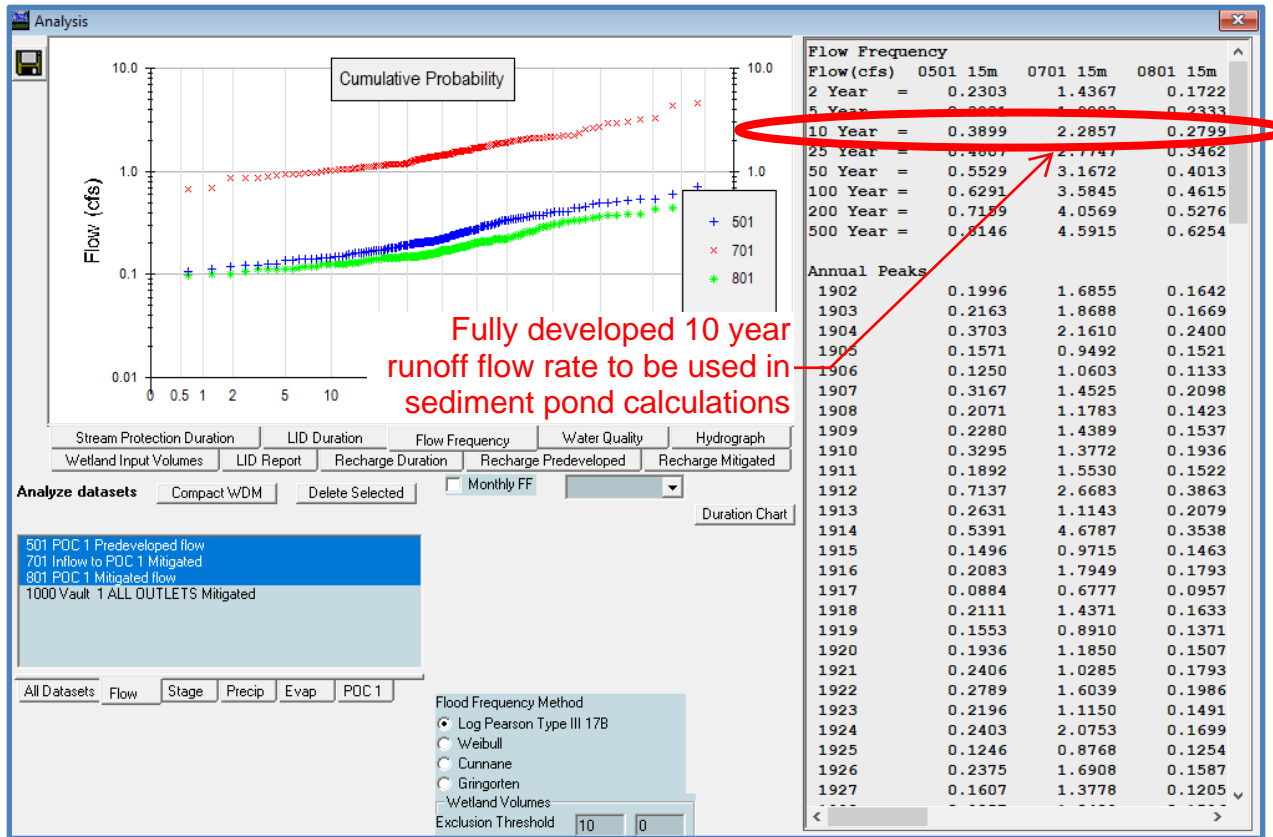 Analysis
Cumulative Probability
10.0
1.0
0.1
0.01
Flow (cfs)
10.0
1.0
501
701
801
0 0.5 1 2 5 10
Fully developed 10 year
runoff flow rate to be used in
sediment pond calculations
Stream Protection Duration LID Duration Flow Frequency Water Quality Hydrograph
Wetland Input Volumes LID Report Recharge Duration Recharge Predeveloped Recharge Mitigated
Analyze datasets Compact WDM Delete Selected Monthly FF
Duration Chart
501 POC 1 Predeveloped flow
701 Inflow to POC 1 Mitigated
801 POC 1 Mitigated flow
1000 Vault 1 ALL OUTLETS Mitigated
All Datasets Flow Stage Precip Evap POC 1
Flood Frequency Method
Log Pearson Type III 17B
Weibull
Cunnane
Gringorten
Wetland Volumes
Exclusion Threshold 10 0
Flow Frequency
Flow(cfs) 0501 15m 0701 15m 0801 15m
2 Year = 0.2303 1.4367 0.1722
5 Year = 0.2333
10 Year = 0.3899 2.2857 0.2799
25 Year = 0.4807 2.7747 0.3462
50 Year = 0.5529 3.1672 0.4013
100 Year = 0.6291 3.5845 0.4615
200 Year = 0.7159 4.0569 0.5276
500 Year = 0.8146 4.5915 0.6254
Annual Peaks
1902 0.1996 1.6855 0.1642
1903 0.2163 1.8688 0.1669
1904 0.3703 2.1610 0.2400
1905 0.1571 0.9492 0.1521
1906 0.1250 1.0603 0.1133
1907 0.3167 1.4525 0.2098
1908 0.2071 1.1783 0.1423
1909 0.2280 1.4389 0.1537
1910 0.3295 1.3772 0.1936
1911 0.1892 1.5530 0.1522
1912 0.7137 2.6683 0.3863
1913 0.2631 1.1143 0.2079
1914 0.5391 4.6787 0.3538
1915 0.1496 0.9715 0.1463
1916 0.2083 1.7949 0.1793
1917 0.0884 0.6777 0.0957
1918 0.2111 1.4371 0.1633
1919 0.1553 0.8910 0.1371
1920 0.1936 1.1850 0.1507
1921 0.2406 1.0285 0.1793
1922 0.2789 1.6039 0.1986
1923 0.2196 1.1150 0.1491
1924 0.2403 2.0753 0.1699
1925 0.1246 0.8768 0.1254
1926 0.2375 1.6908 0.1587
1927 0.1607 1.3778 0.1205